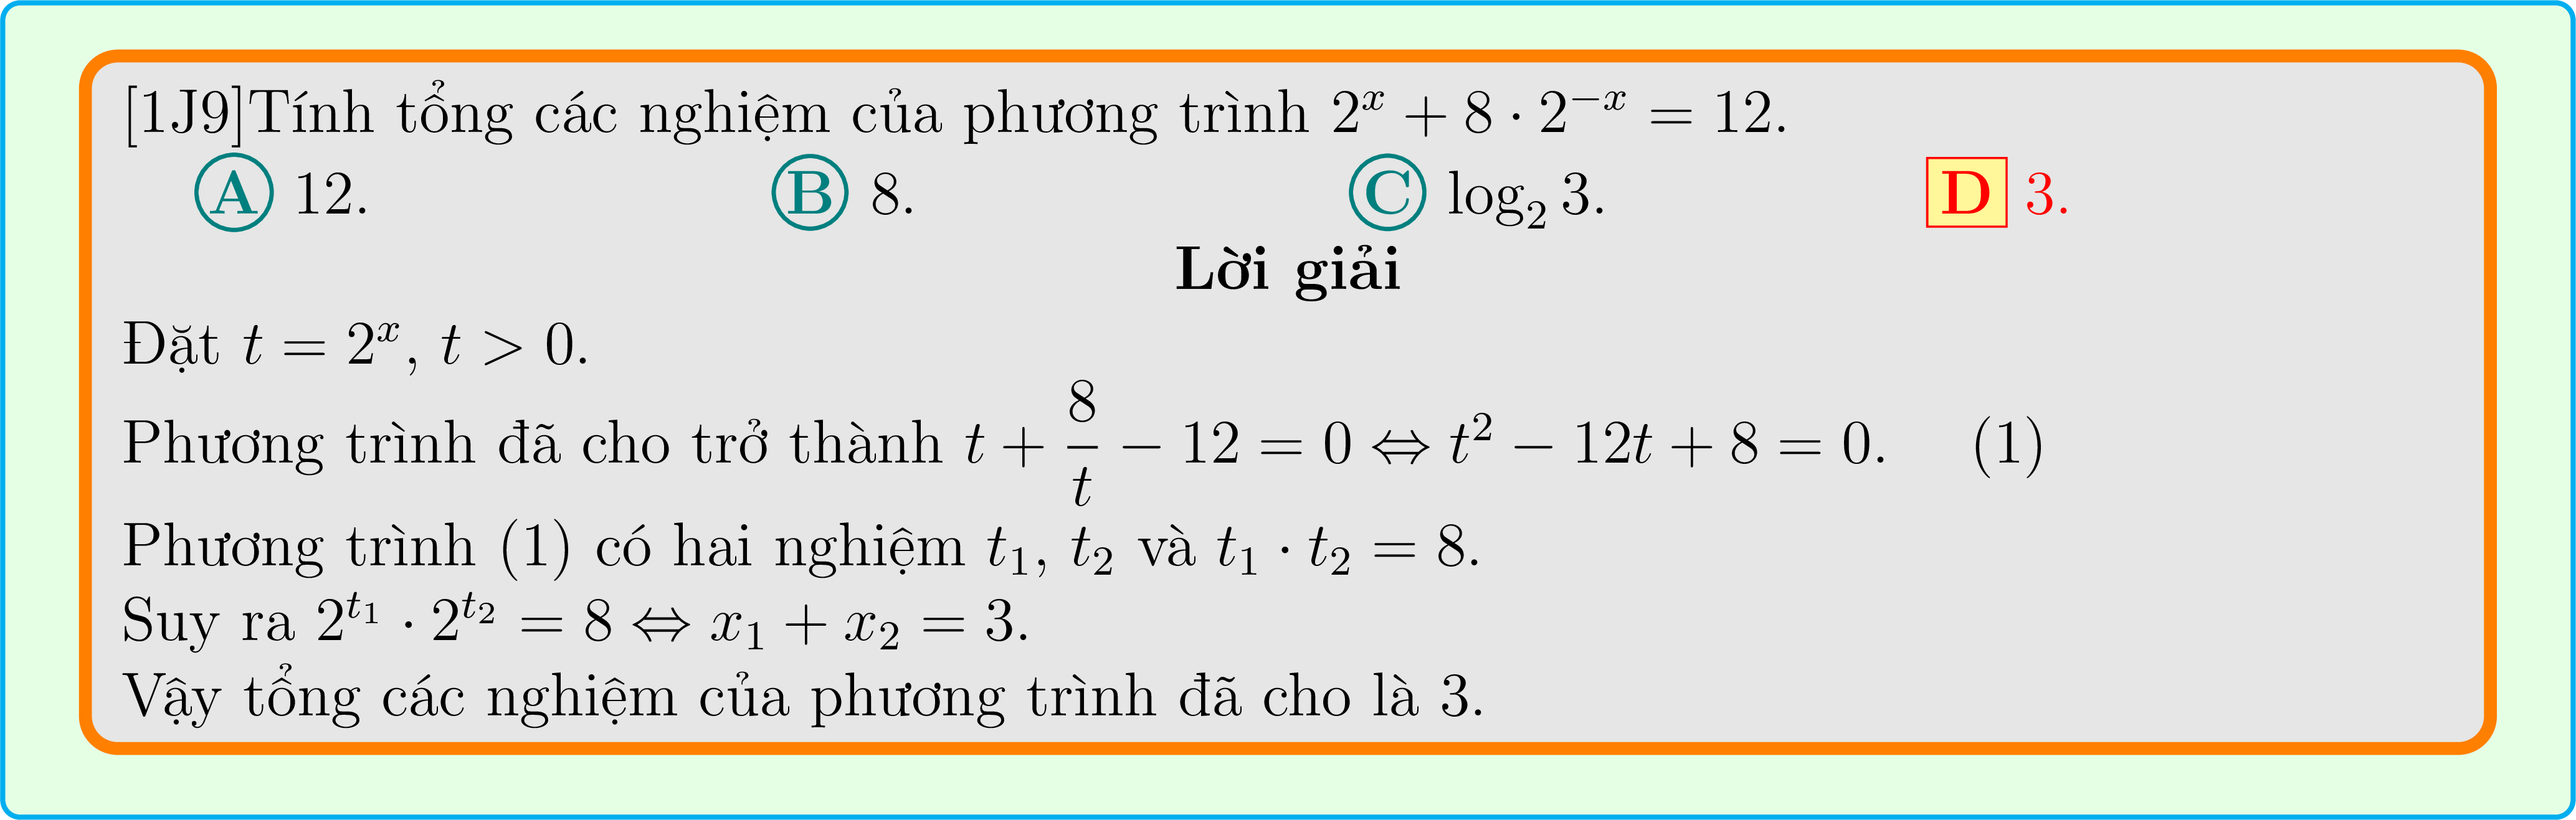 [1J9]Tính tổng các nghiệm của phương trình $2^x + 8 \cdot 2^{-x} = 12$.
A 12. B 8. C $\log_2 3$. D 3.
Lời giải
Đặt $t = 2^x$, $t > 0$.
Phương trình đã cho trở thành $t + \dfrac{8}{t} - 12 = 0 \Leftrightarrow t^2 - 12t + 8 = 0$. (1)
Phương trình (1) có hai nghiệm $t_1$, $t_2$ và $t_1 \cdot t_2 = 8$.
Suy ra $2^{t_1} \cdot 2^{t_2} = 8 \Leftrightarrow x_1 + x_2 = 3$.
Vậy tổng các nghiệm của phương trình đã cho là 3.